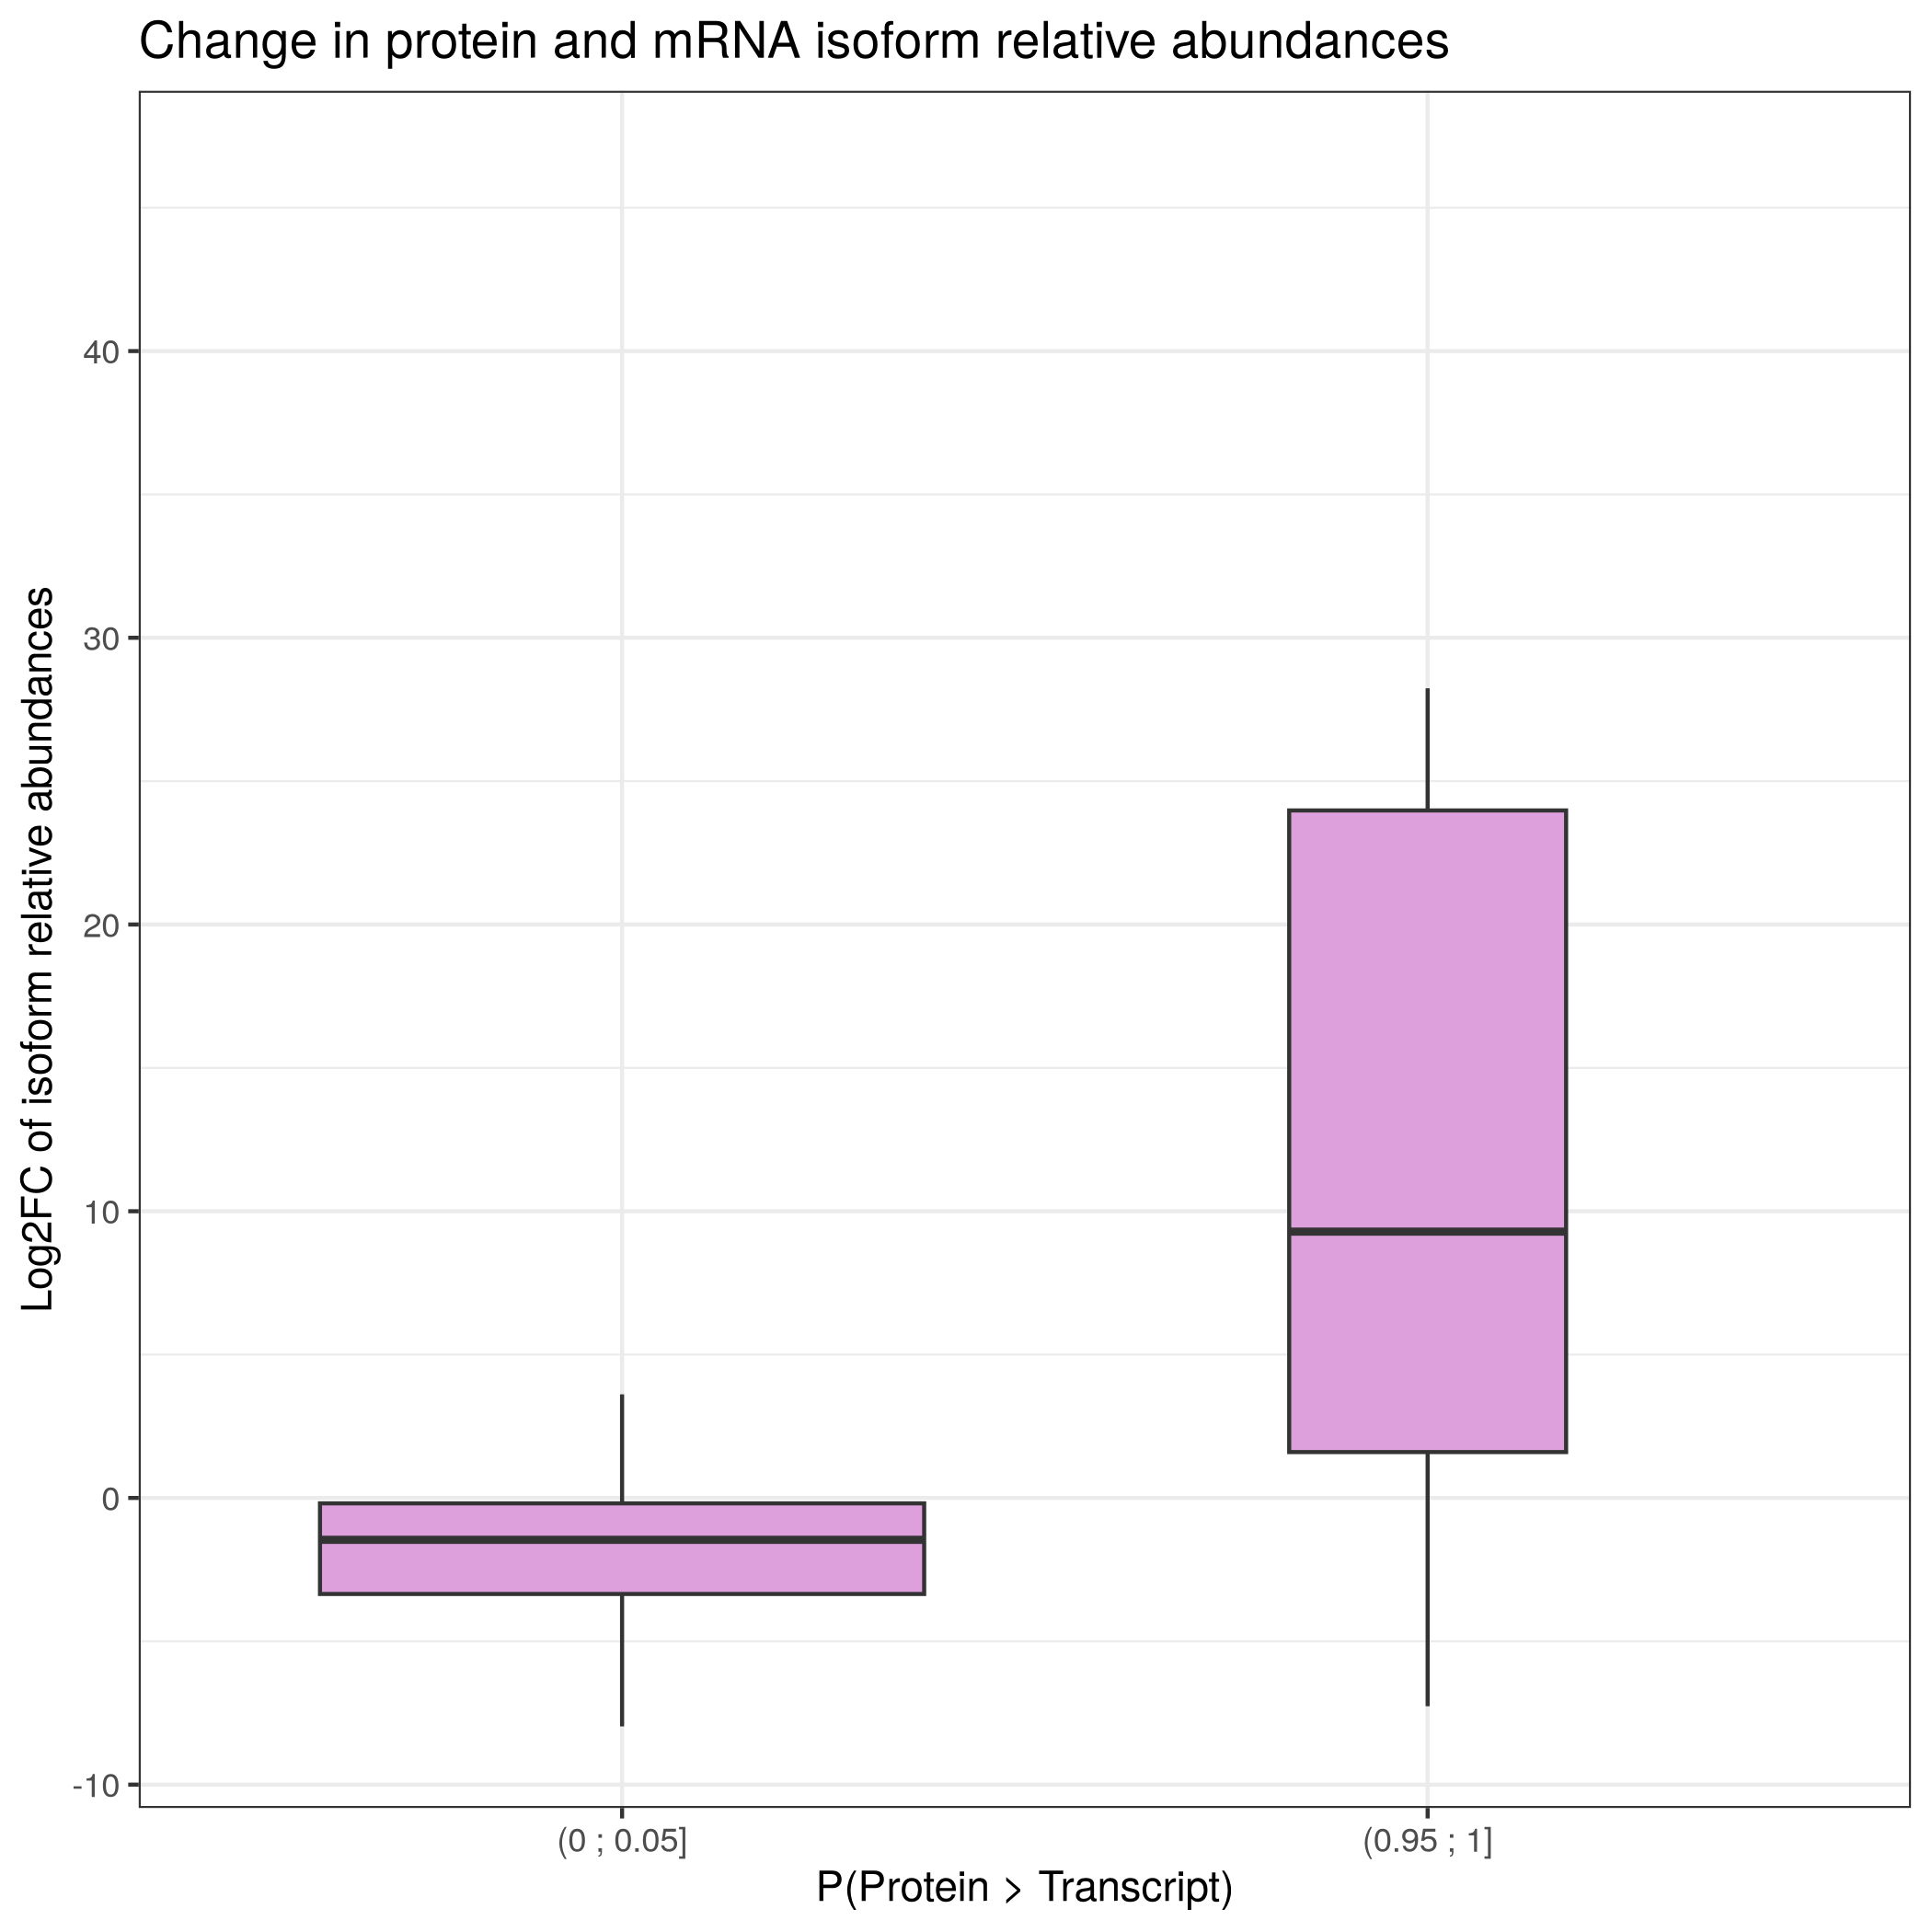 Change in protein and mRNA isoform relative abundances
Log2FC of isoform relative abundances
40
30
20
10
0
-10
(0 ; 0.05]
(0.95 ; 1]
P(Protein > Transcript)